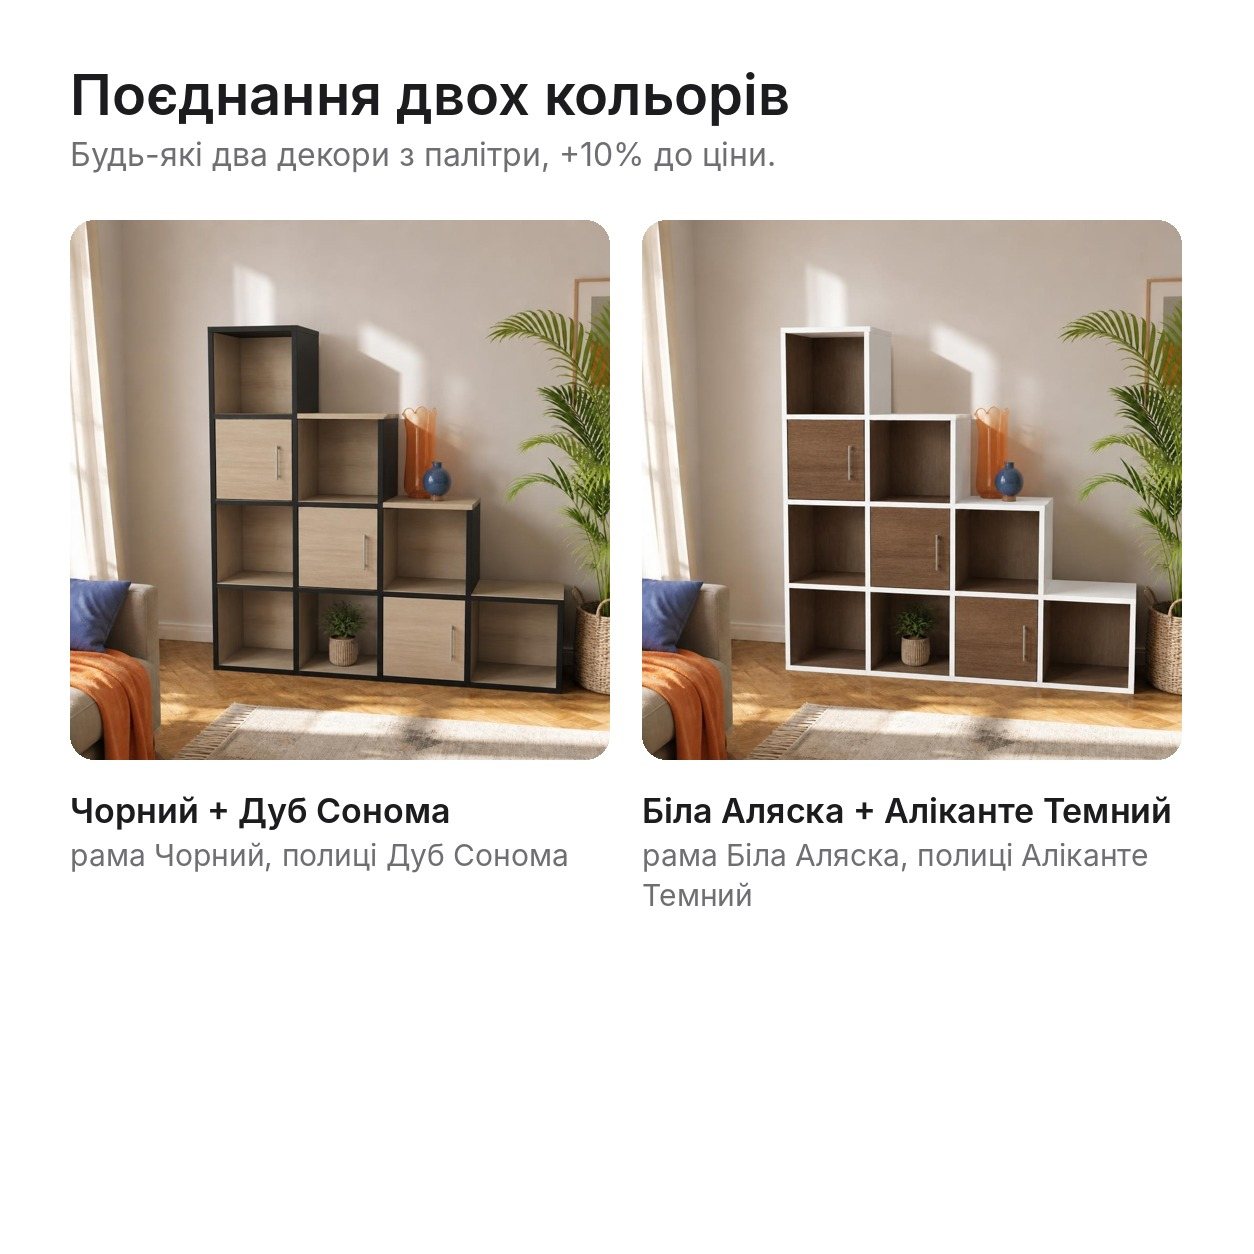 Поєднання двох кольорів
Будь-які два декори з палітри, +10% до ціни.
Чорний + Дуб Сонома
рама Чорний, полиці Дуб Сонома
Біла Аляска + Аліканте Темний
рама Біла Аляска, полиці Аліканте
Темний